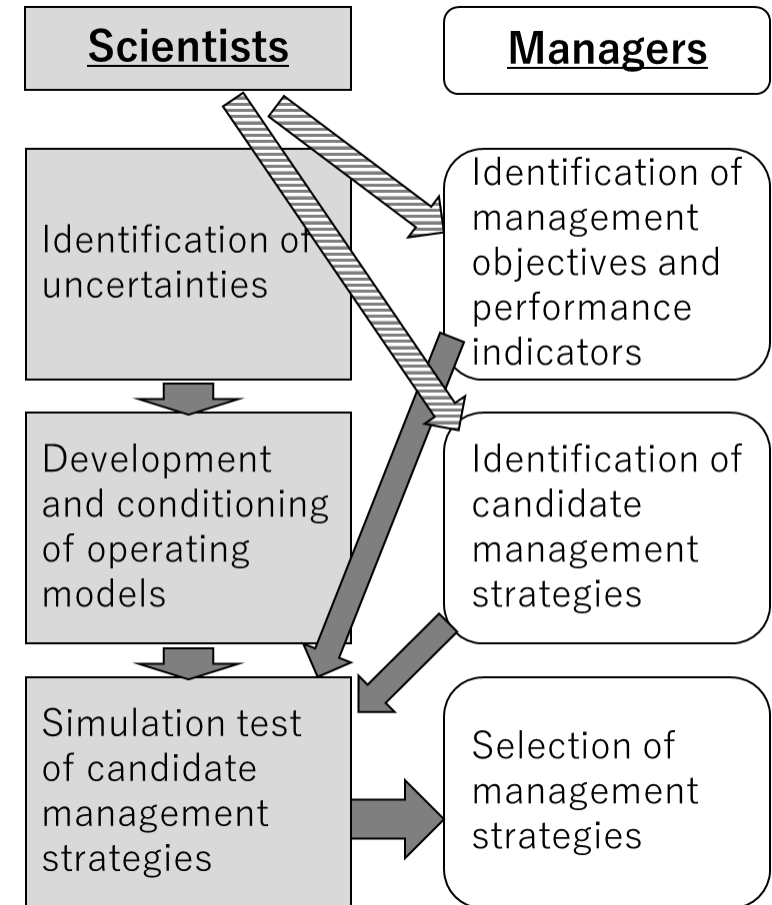 Scientists
Managers
Identification of
uncertainties
Identification of
management
objectives and
performance
indicators
Development
and conditioning
of operating
models
Identification of
candidate
management
strategies
Simulation test
of candidate
management
strategies
Selection of
management
strategies